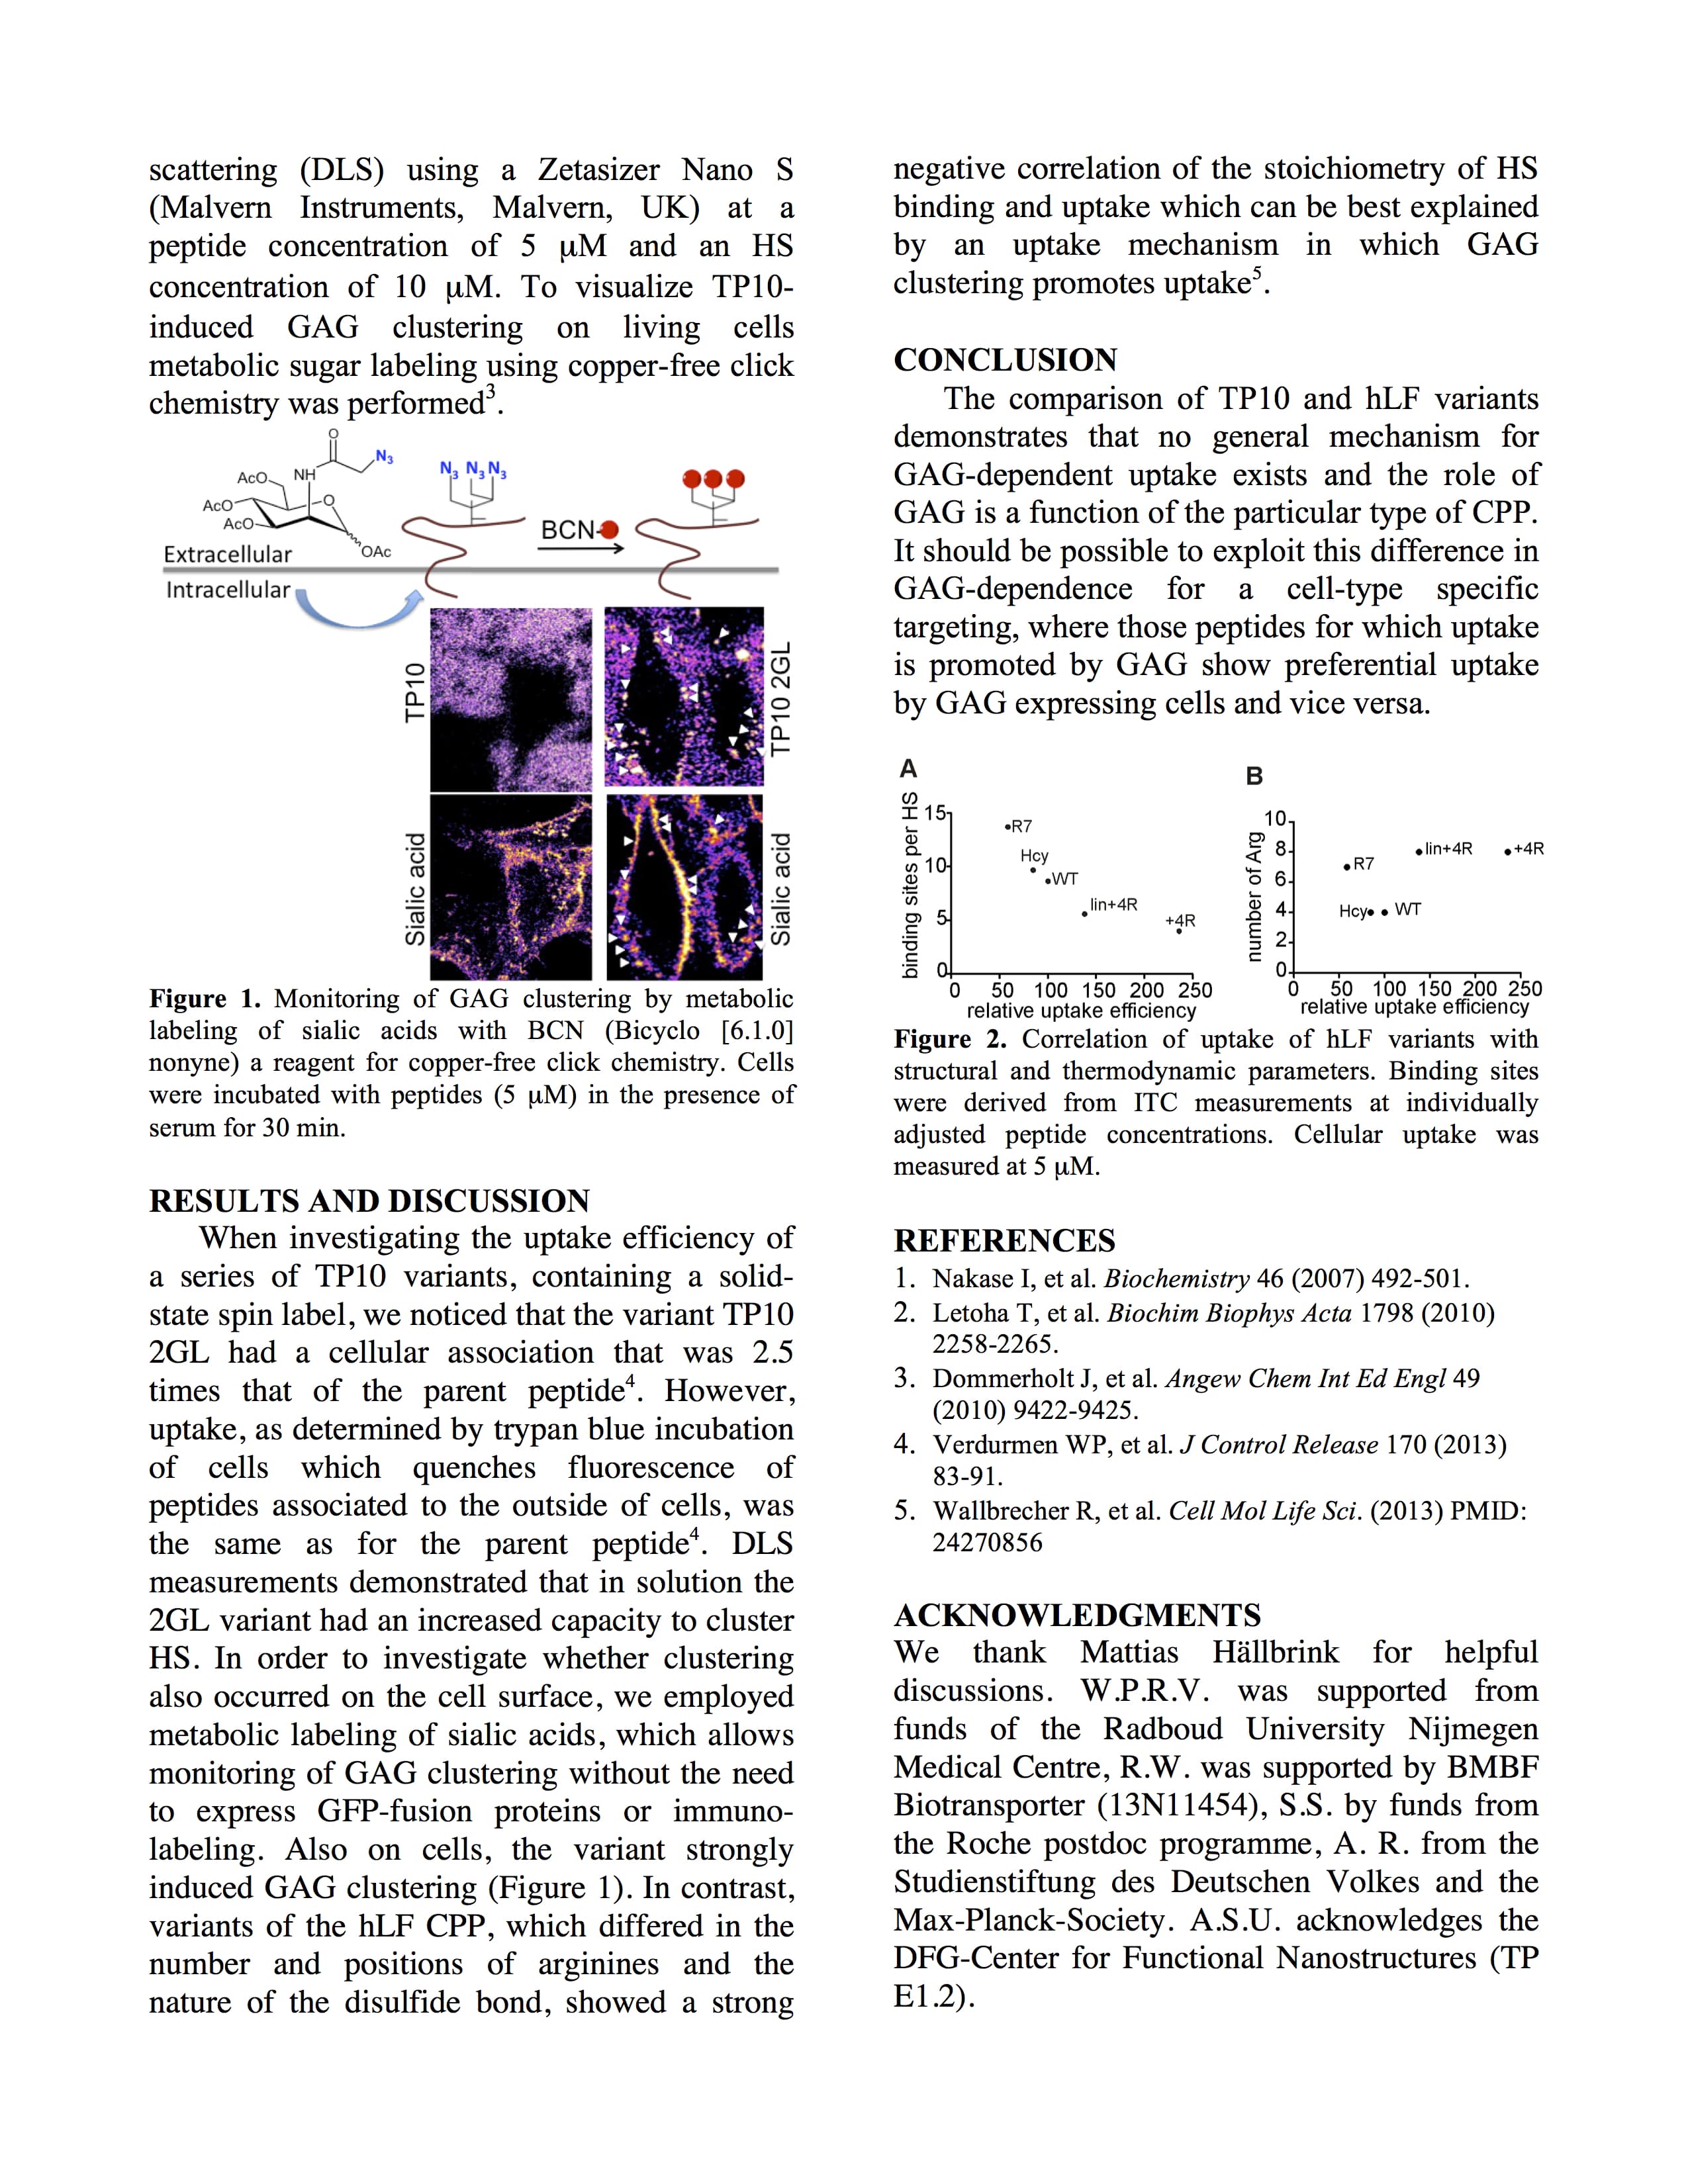 scattering (DLS) using a Zetasizer Nano S
(Malvern Instruments, Malvern, UK) at a
peptide concentration of 5 µM and an HS
concentration of 10 µM. To visualize TP10-
induced GAG clustering on living cells
metabolic sugar labeling using copper-free click
chemistry was performed³.
O
N₃
NH
AcO
AcO
AcO
O
OAc
N₃ N₃ N₃
BCN
Extracellular
Intracellular
TP10
TP10 2GL
Sialic acid
Sialic acid
Figure 1. Monitoring of GAG clustering by metabolic
labeling of sialic acids with BCN (Bicyclo [6.1.0]
nonyne) a reagent for copper-free click chemistry. Cells
were incubated with peptides (5 µM) in the presence of
serum for 30 min.
RESULTS AND DISCUSSION
When investigating the uptake efficiency of
a series of TP10 variants, containing a solid-
state spin label, we noticed that the variant TP10
2GL had a cellular association that was 2.5
times that of the parent peptide⁴. However,
uptake, as determined by trypan blue incubation
of cells which quenches fluorescence of
peptides associated to the outside of cells, was
the same as for the parent peptide⁴. DLS
measurements demonstrated that in solution the
2GL variant had an increased capacity to cluster
HS. In order to investigate whether clustering
also occurred on the cell surface, we employed
metabolic labeling of sialic acids, which allows
monitoring of GAG clustering without the need
to express GFP-fusion proteins or immuno-
labeling. Also on cells, the variant strongly
induced GAG clustering (Figure 1). In contrast,
variants of the hLF CPP, which differed in the
number and positions of arginines and the
nature of the disulfide bond, showed a strong
negative correlation of the stoichiometry of HS
binding and uptake which can be best explained
by an uptake mechanism in which GAG
clustering promotes uptake⁵.
CONCLUSION
The comparison of TP10 and hLF variants
demonstrates that no general mechanism for
GAG-dependent uptake exists and the role of
GAG is a function of the particular type of CPP.
It should be possible to exploit this difference in
GAG-dependence for a cell-type specific
targeting, where those peptides for which uptake
is promoted by GAG show preferential uptake
by GAG expressing cells and vice versa.
A
binding sites per HS
15
10
5
0
R7
Hcy
WT
lin+4R
+4R
0 50 100 150 200 250
relative uptake efficiency
B
number of Arg
10
8
6
4
2
0
R7
lin+4R
+4R
Hcy
WT
0 50 100 150 200 250
relative uptake efficiency
Figure 2. Correlation of uptake of hLF variants with
structural and thermodynamic parameters. Binding sites
were derived from ITC measurements at individually
adjusted peptide concentrations. Cellular uptake was
measured at 5 µM.
REFERENCES
1. Nakase I, et al. Biochemistry 46 (2007) 492-501.
2. Letoha T, et al. Biochim Biophys Acta 1798 (2010)
2258-2265.
3. Dommerholt J, et al. Angew Chem Int Ed Engl 49
(2010) 9422-9425.
4. Verdurmen WP, et al. J Control Release 170 (2013)
83-91.
5. Wallbrecher R, et al. Cell Mol Life Sci. (2013) PMID:
24270856
ACKNOWLEDGMENTS
We thank Mattias Hällbrink for helpful
discussions. W.P.R.V. was supported from
funds of the Radboud University Nijmegen
Medical Centre, R.W. was supported by BMBF
Biotransporter (13N11454), S.S. by funds from
the Roche postdoc programme, A. R. from the
Studienstiftung des Deutschen Volkes and the
Max-Planck-Society. A.S.U. acknowledges the
DFG-Center for Functional Nanostructures (TP
E1.2).